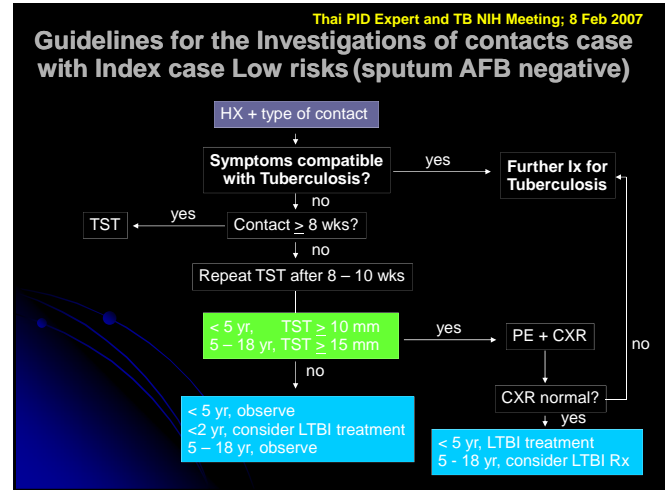 Thai PID Expert and TB NIH Meeting; 8 Feb 2007
Guidelines for the Investigations of contacts case
with Index case Low risks (sputum AFB negative)
HX + type of contact
Symptoms compatible
with Tuberculosis?
yes
Further Ix for
Tuberculosis
no
TST
yes
Contact ≥ 8 wks?
no
Repeat TST after 8 – 10 wks
< 5 yr, TST ≥ 10 mm
5 – 18 yr, TST ≥ 15 mm
yes
PE + CXR
no
no
CXR normal?
yes
< 5 yr, observe
<2 yr, consider LTBI treatment
5 – 18 yr, observe
< 5 yr, LTBI treatment
5 - 18 yr, consider LTBI Rx